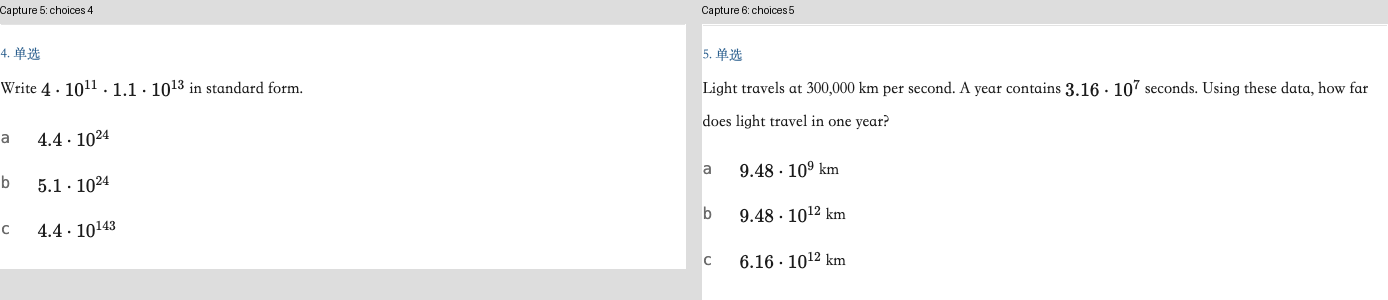 Capture 5: choices 4
4. 单选
Write 4 · 10¹¹ · 1.1 · 10¹³ in standard form.
a 4.4 · 10²⁴
b 5.1 · 10²⁴
c 4.4 · 10¹⁴³
Capture 6: choices 5
5. 单选
Light travels at 300,000 km per second. A year contains 3.16 · 10⁷ seconds. Using these data, how far
does light travel in one year?
a 9.48 · 10⁹ km
b 9.48 · 10¹² km
c 6.16 · 10¹² km